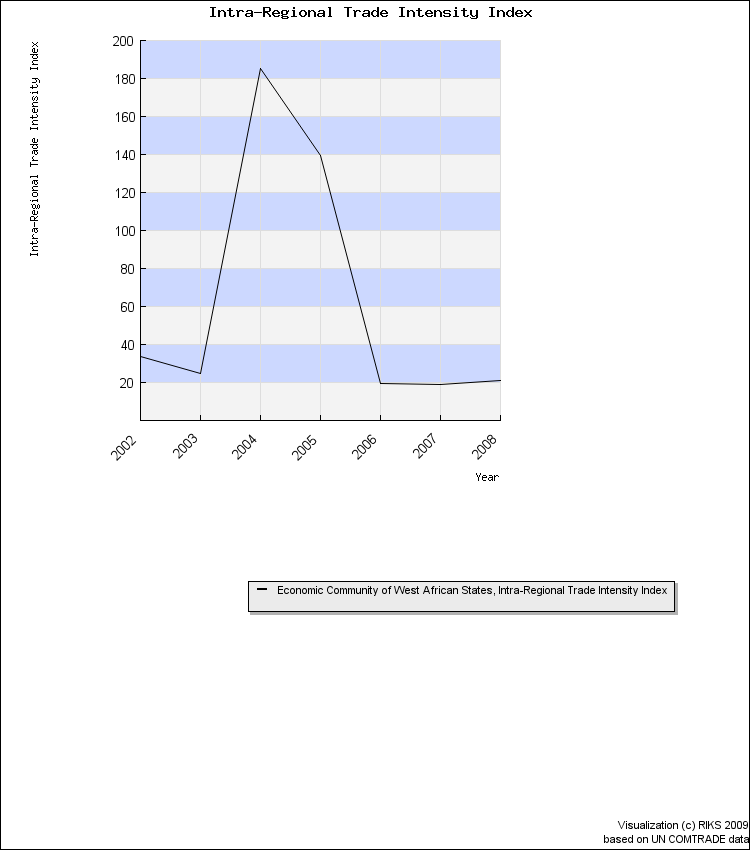 Intra-Regional Trade Intensity Index
Intra-Regional Trade Intensity Index
200
180
160
140
120
100
80
60
40
20
2002
2003
2004
2005
2006
2007
2008
Year
Economic Community of West African States, Intra-Regional Trade Intensity Index
Visualization (c) RIKS 2009
based on UN COMTRADE data